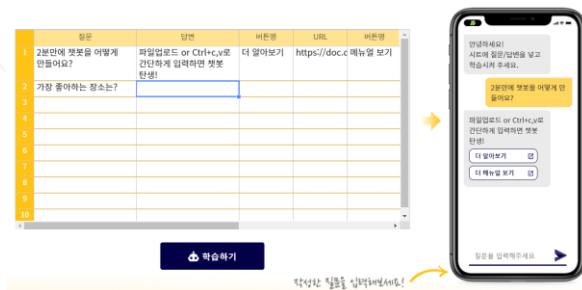 질문 답변 버튼명 URL 버튼명
1 2분만에 챗봇을 어떻게 파일업로드 or Ctrl+c,v로 더 알아보기 https://doc.c 메뉴얼 보기
만들어요? 간단하게 입력하면 챗봇
탄생!
2 가장 좋아하는 장소는?
3
4
5
6
7
8
9
10
학습하기
작성한 질문을 입력해보세요!
안녕하세요!
시트에 질문/답변을 넣고
학습시켜 주세요.
2분만에 챗봇을 어떻게 만
들어요?
파일업로드 or Ctrl+c,v로
간단하게 입력하면 챗봇
탄생!
더 알아보기
더 메뉴얼 보기
질문을 입력해주세요